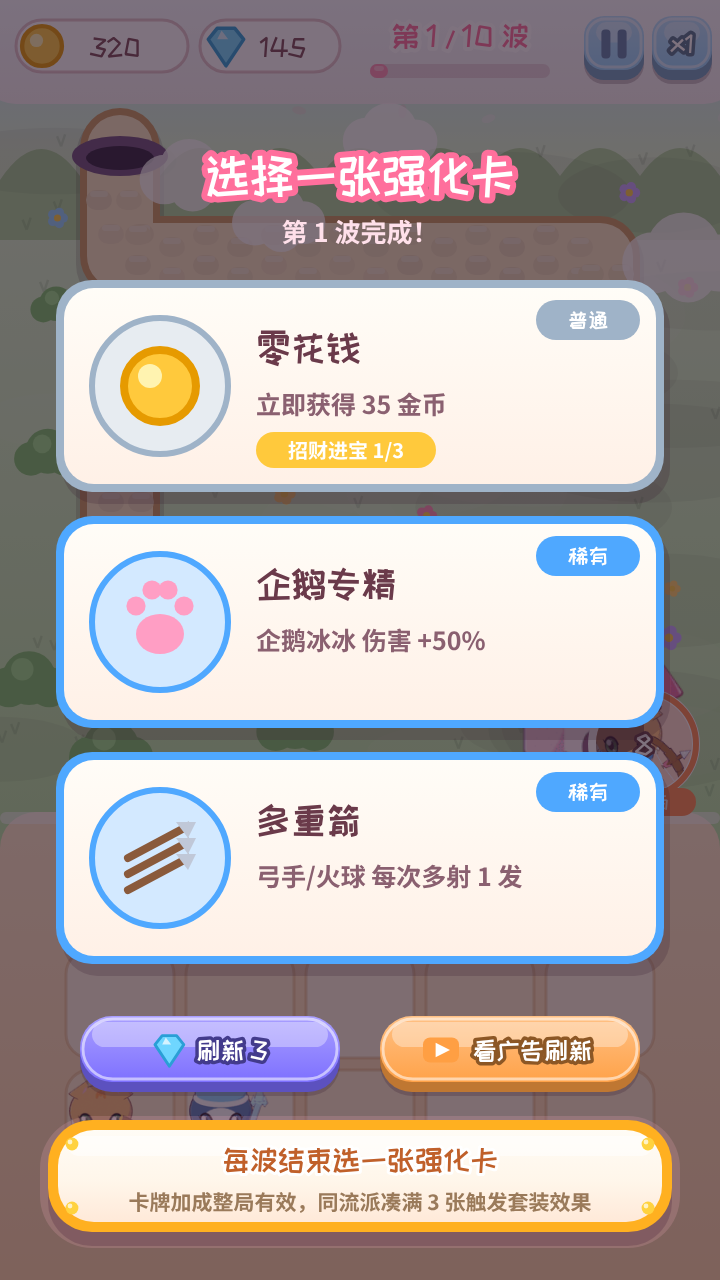 320
145
第1/10 波
×1
选择一张强化卡
第 1 波完成!
普通
零花钱
立即获得 35 金币
招财进宝 1/3
稀有
企鹅专精
企鹅冰冰 伤害 +50%
8
稀有
多重箭
弓手/火球 每次多射 1 发
刷新 3
看广告刷新
每波结束选一张强化卡
卡牌加成整局有效，同流派凑满 3 张触发套装效果